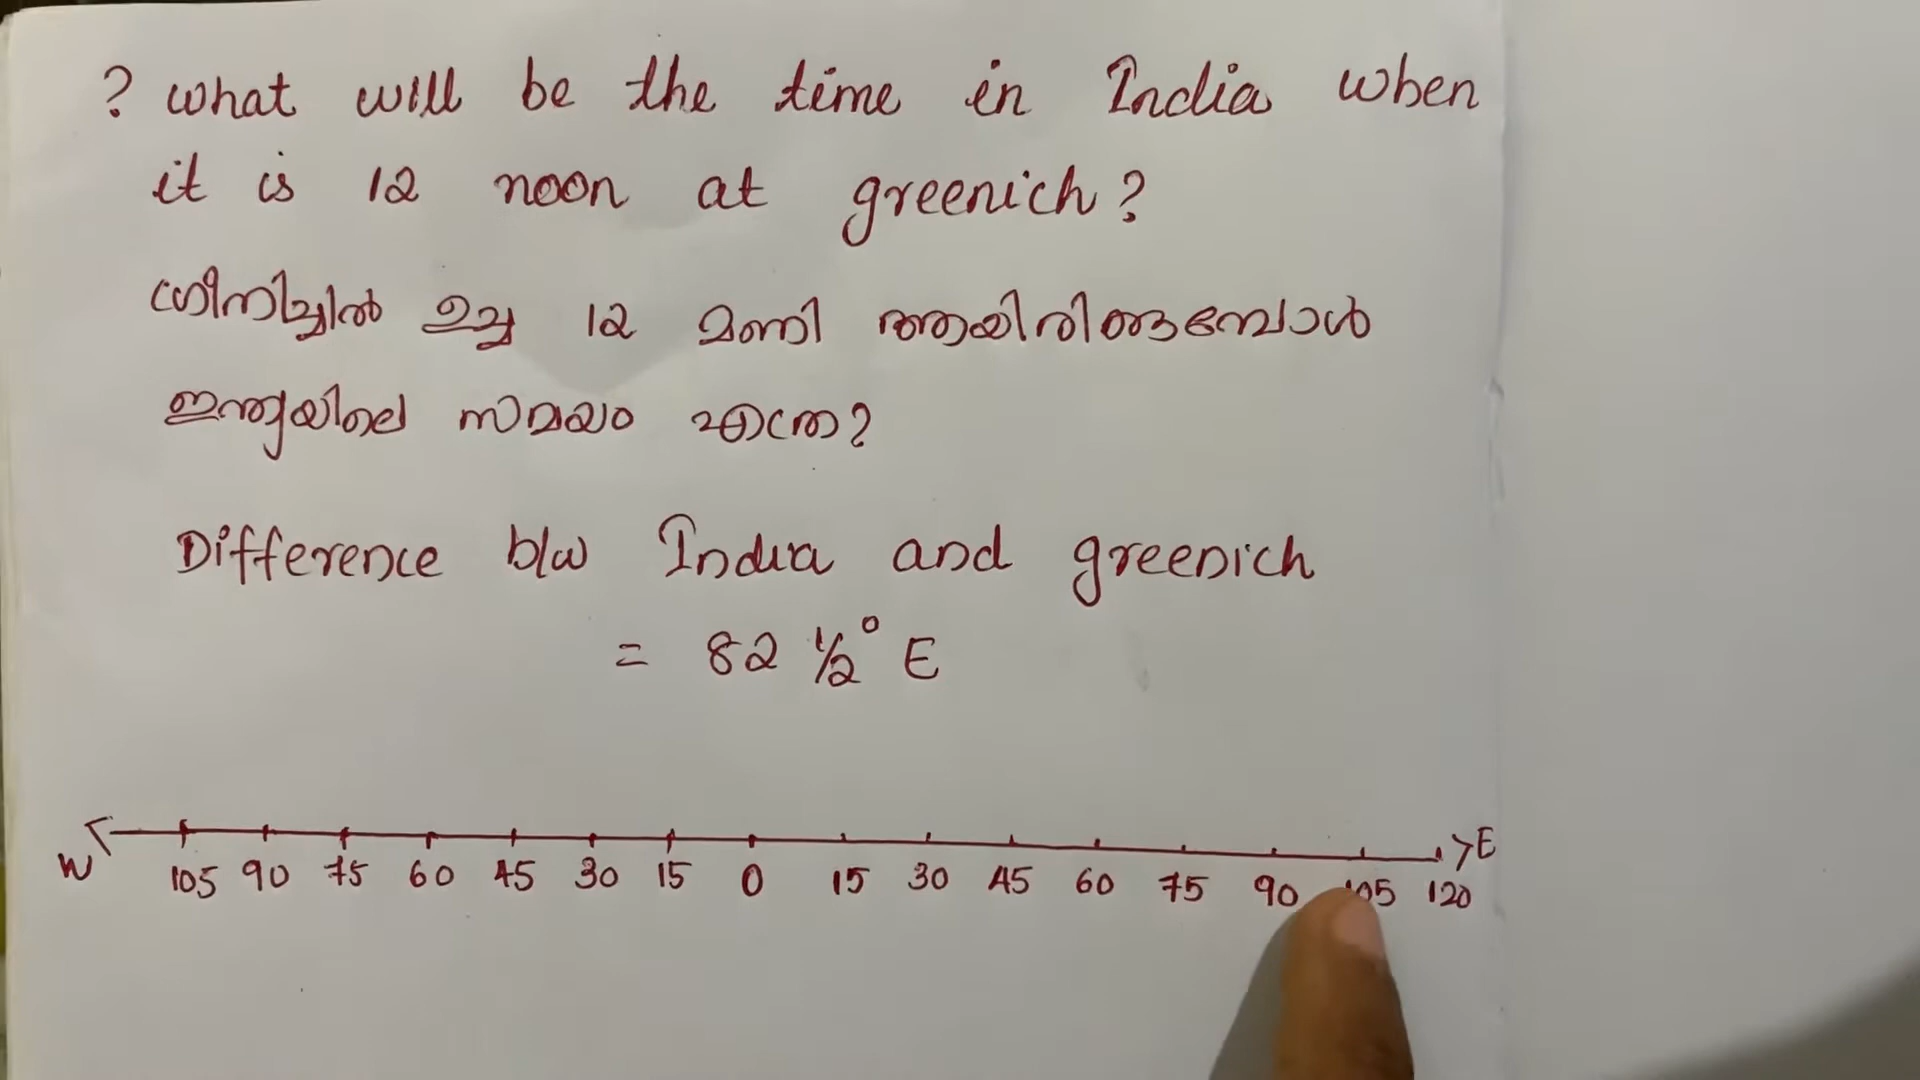 ? what will be the time in India when
it is 12 noon at greenich?
ഗ്രീനിച്ചിൽ ഉച്ച 12 മണി ആയിരിക്കുമ്പോൾ
ഇന്ത്യയിലെ സമയം എത്ര?
Difference b/w India and greenich
= 82 ½° E
W 105 90 75 60 45 30 15 0 15 30 45 60 75 90 105 120 E